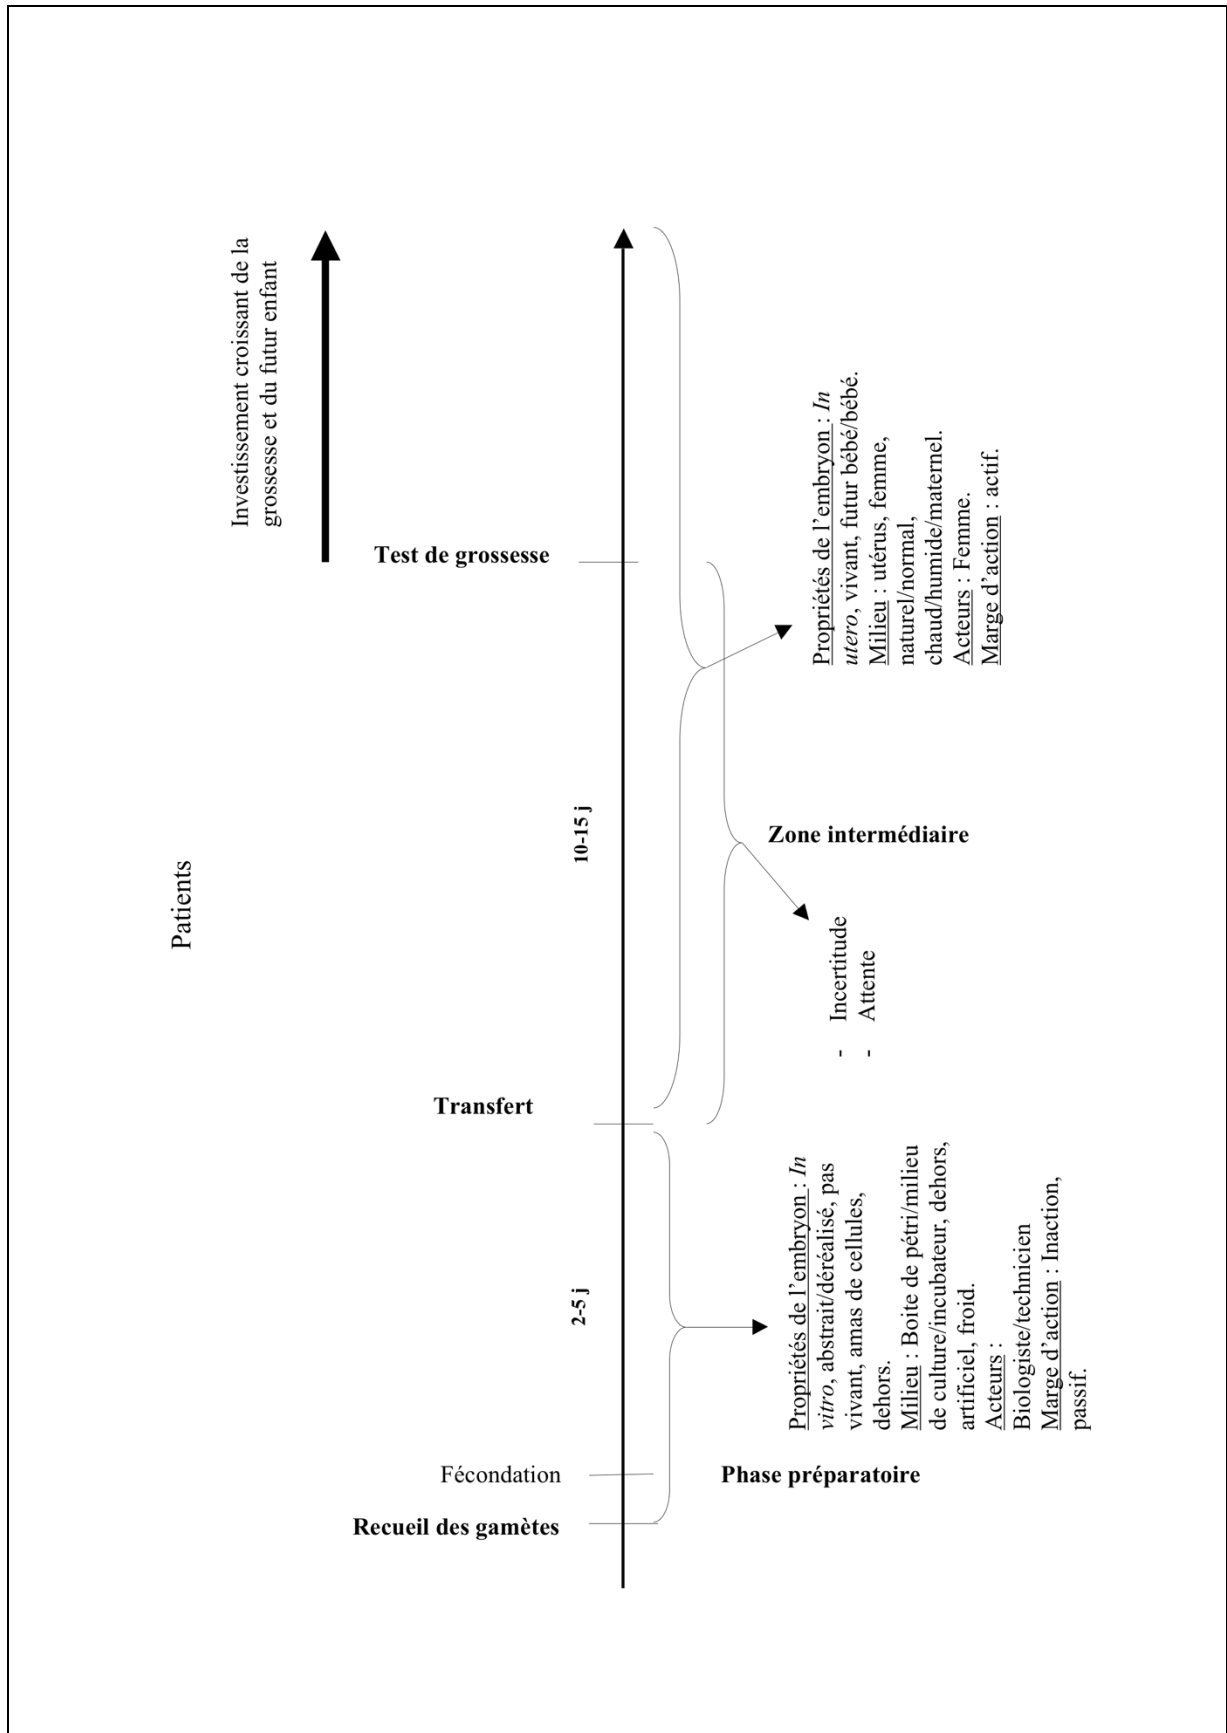 Patients
Investissement croissant de la
grossesse et du futur enfant
Recueil des gamètes
Fécondation
Transfert
Test de grossesse
2-5 j
10-15 j
Phase préparatoire
Propriétés de l’embryon : In
vitro, abstrait/déréalisé, pas
vivant, amas de cellules,
dehors.
Milieu : Boite de pétri/milieu
de culture/incubateur, dehors,
artificiel, froid.
Acteurs :
Biologiste/technicien
Marge d’action : Inaction,
passif.
Zone intermédiaire
- Incertitude
- Attente
Propriétés de l’embryon : In
utero, vivant, futur bébé/bébé.
Milieu : utérus, femme,
naturel/normal,
chaud/humide/maternel.
Acteurs : Femme.
Marge d’action : actif.